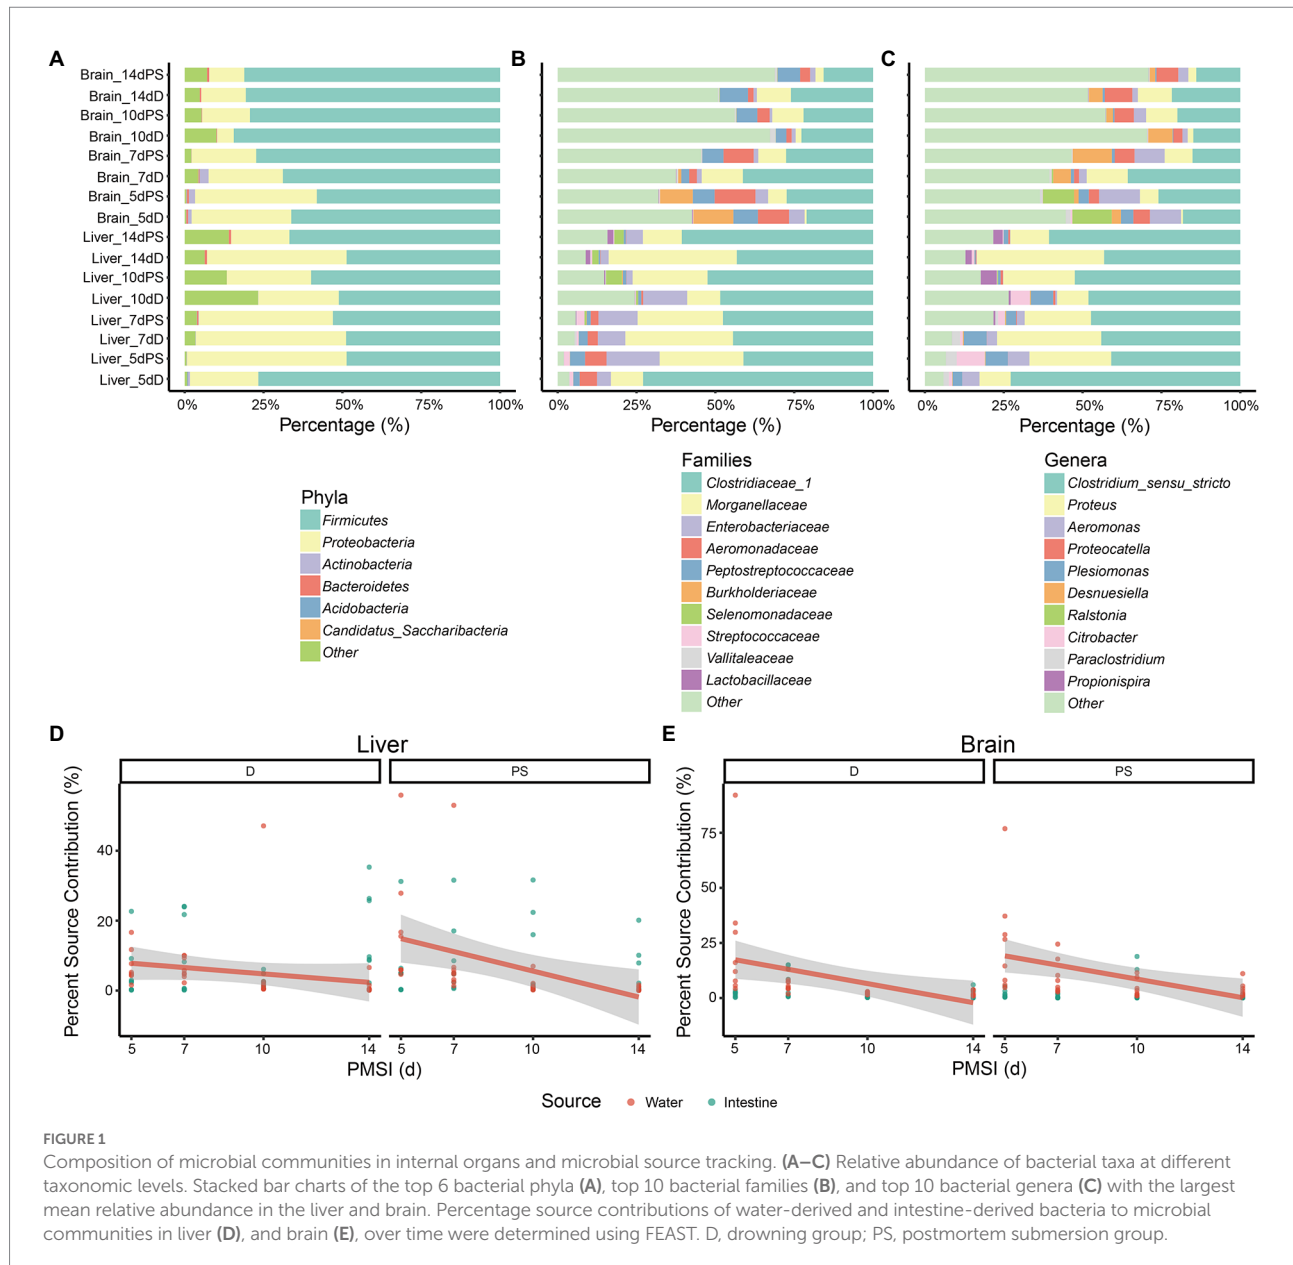 A
B
C
Brain_14dPS
Brain_14dD
Brain_10dPS
Brain_10dD
Brain_7dPS
Brain_7dD
Brain_5dPS
Brain_5dD
Liver_14dPS
Liver_14dD
Liver_10dPS
Liver_10dD
Liver_7dPS
Liver_7dD
Liver_5dPS
Liver_5dD
0% 25% 50% 75% 100%
0% 25% 50% 75% 100%
0% 25% 50% 75% 100%
Percentage (%)
Percentage (%)
Percentage (%)
Phyla
Firmicutes
Proteobacteria
Actinobacteria
Bacteroidetes
Acidobacteria
Candidatus_Saccharibacteria
Other
Families
Clostridiaceae_1
Morganellaceae
Enterobacteriaceae
Aeromonadaceae
Peptostreptococcaceae
Burkholderiaceae
Selenomonadaceae
Streptococcaceae
Vallitaleaceae
Lactobacillaceae
Other
Genera
Clostridium_sensu_stricto
Proteus
Aeromonas
Proteocatella
Plesiomonas
Desnuesiella
Ralstonia
Citrobacter
Paraclostridium
Propionispira
Other
D
Liver
D
PS
Percent Source Contribution (%)
40
20
0
5 7 10 14
5 7 10 14
PMSI (d)
E
Brain
D
PS
Percent Source Contribution (%)
75
50
25
0
5 7 10 14
5 7 10 14
PMSI (d)
Source Water Intestine
FIGURE 1
Composition of microbial communities in internal organs and microbial source tracking. (A–C) Relative abundance of bacterial taxa at different
taxonomic levels. Stacked bar charts of the top 6 bacterial phyla (A), top 10 bacterial families (B), and top 10 bacterial genera (C) with the largest
mean relative abundance in the liver and brain. Percentage source contributions of water-derived and intestine-derived bacteria to microbial
communities in liver (D), and brain (E), over time were determined using FEAST. D, drowning group; PS, postmortem submersion group.